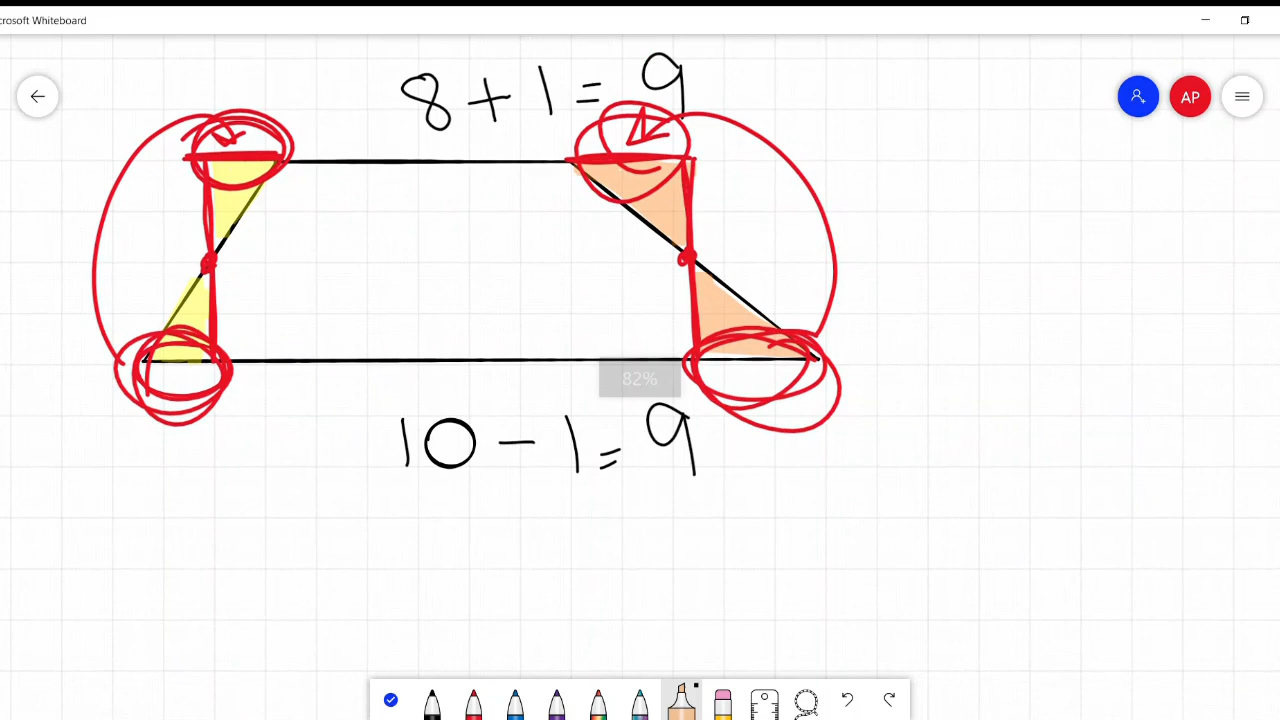 crosoft Whiteboard
8 + 1 = 9
AP
82%
10 - 1 = 9